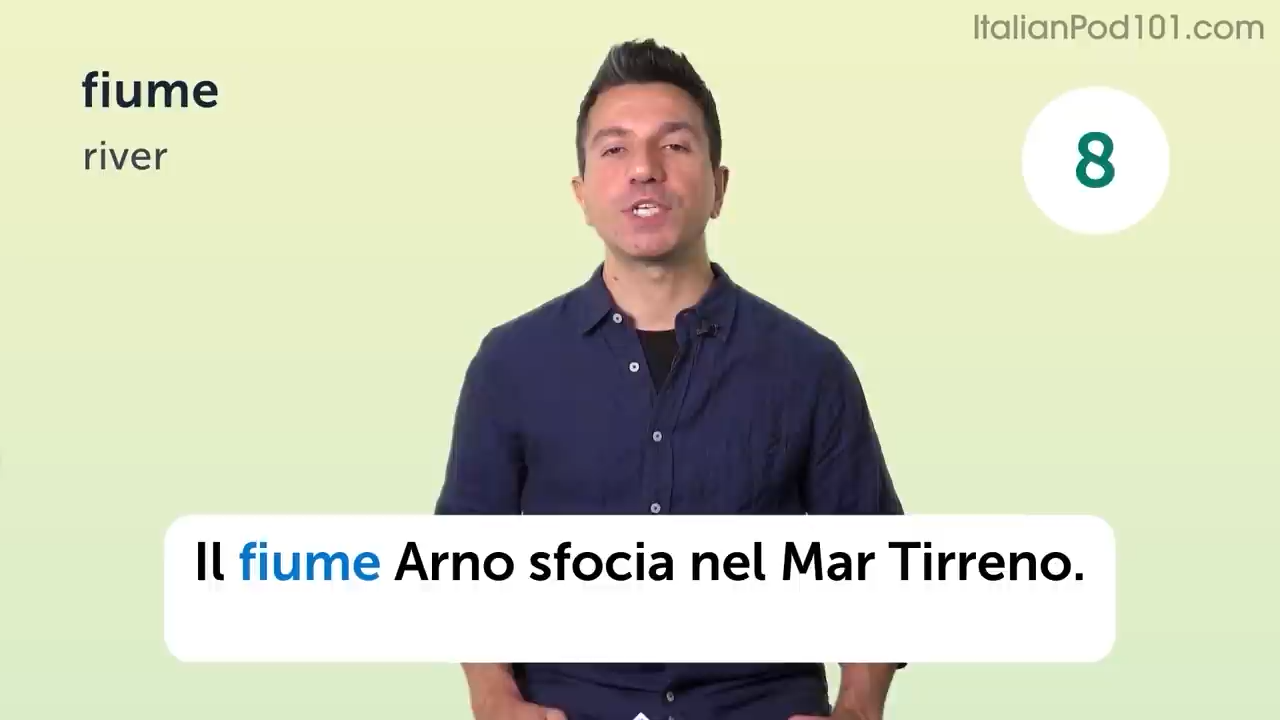 ItalianPod101.com
fiume
river
8
Il fiume Arno sfocia nel Mar Tirreno.